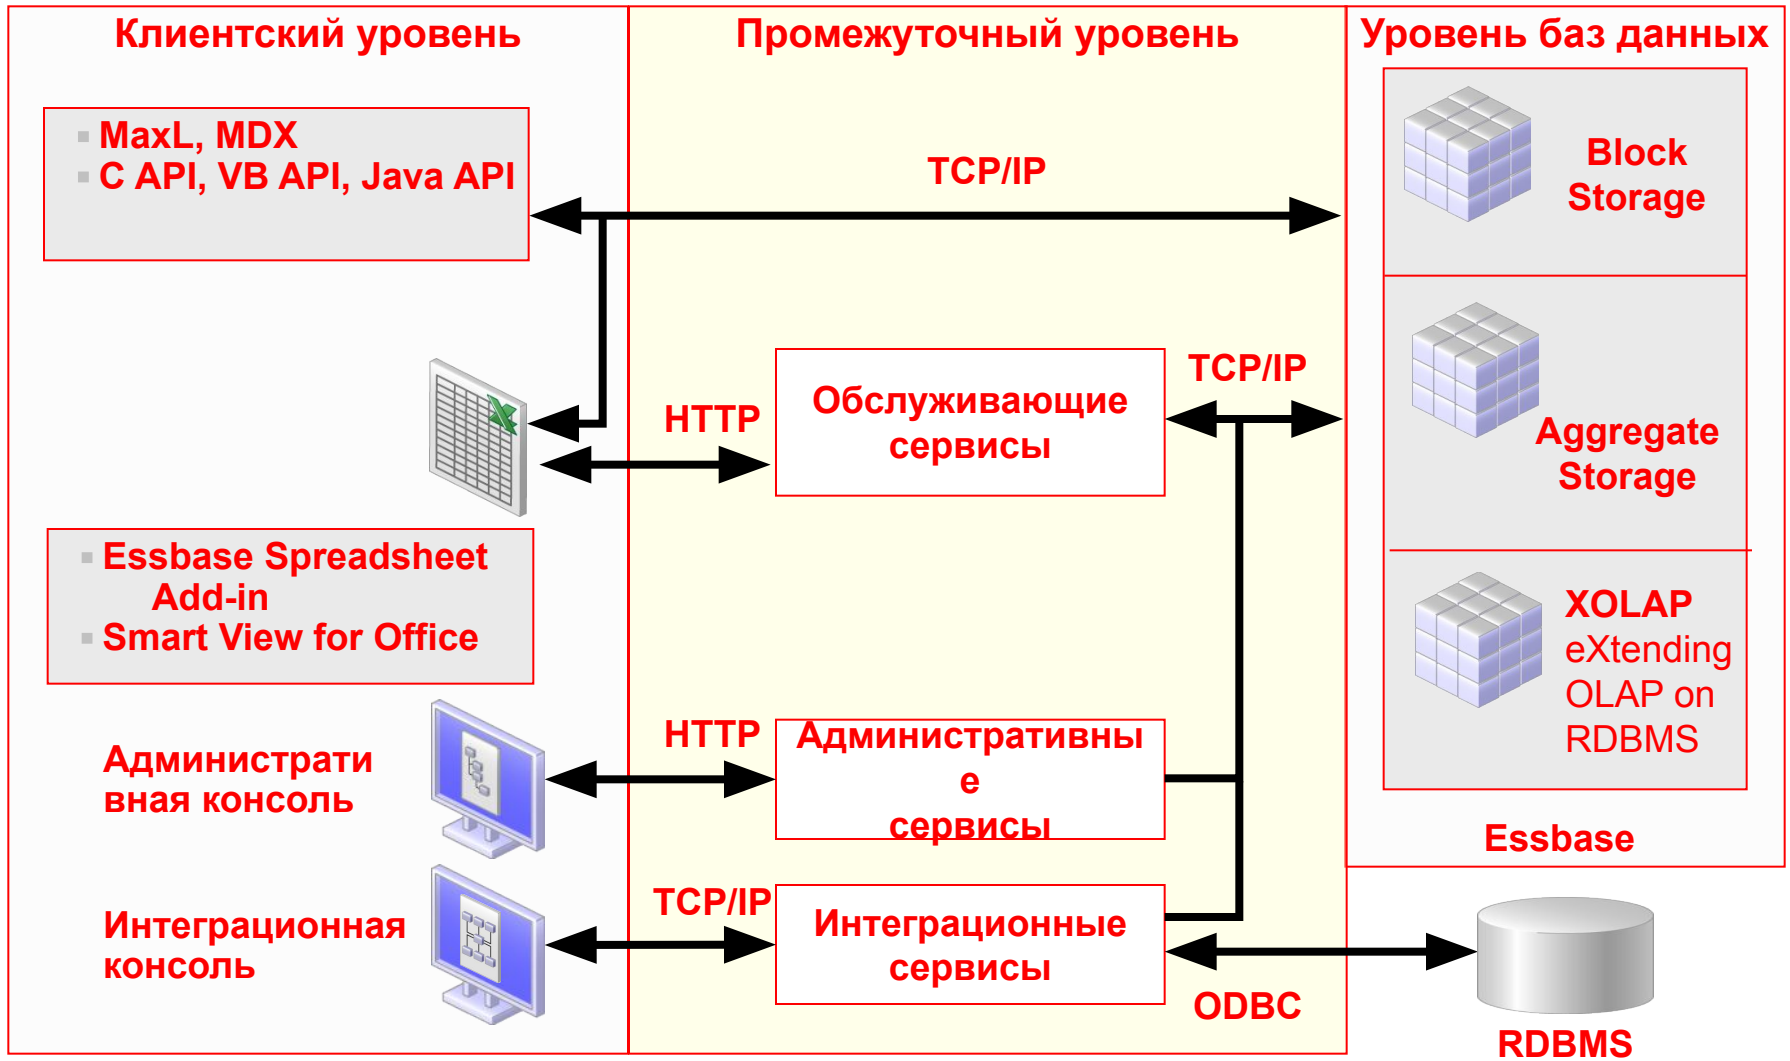 Клиентский уровень
Промежуточный уровень
Уровень баз данных
MaxL, MDX
C API, VB API, Java API
TCP/IP
Block
Storage
HTTP
Обслуживающие
сервисы
TCP/IP
Aggregate
Storage
Essbase Spreadsheet
Add-in
Smart View for Office
XOLAP
eXtending
OLAP on
RDBMS
Администрати
вная консоль
HTTP
Административны
е
сервисы
Essbase
Интеграционная
консоль
TCP/IP
Интеграционные
сервисы
ODBC
RDBMS